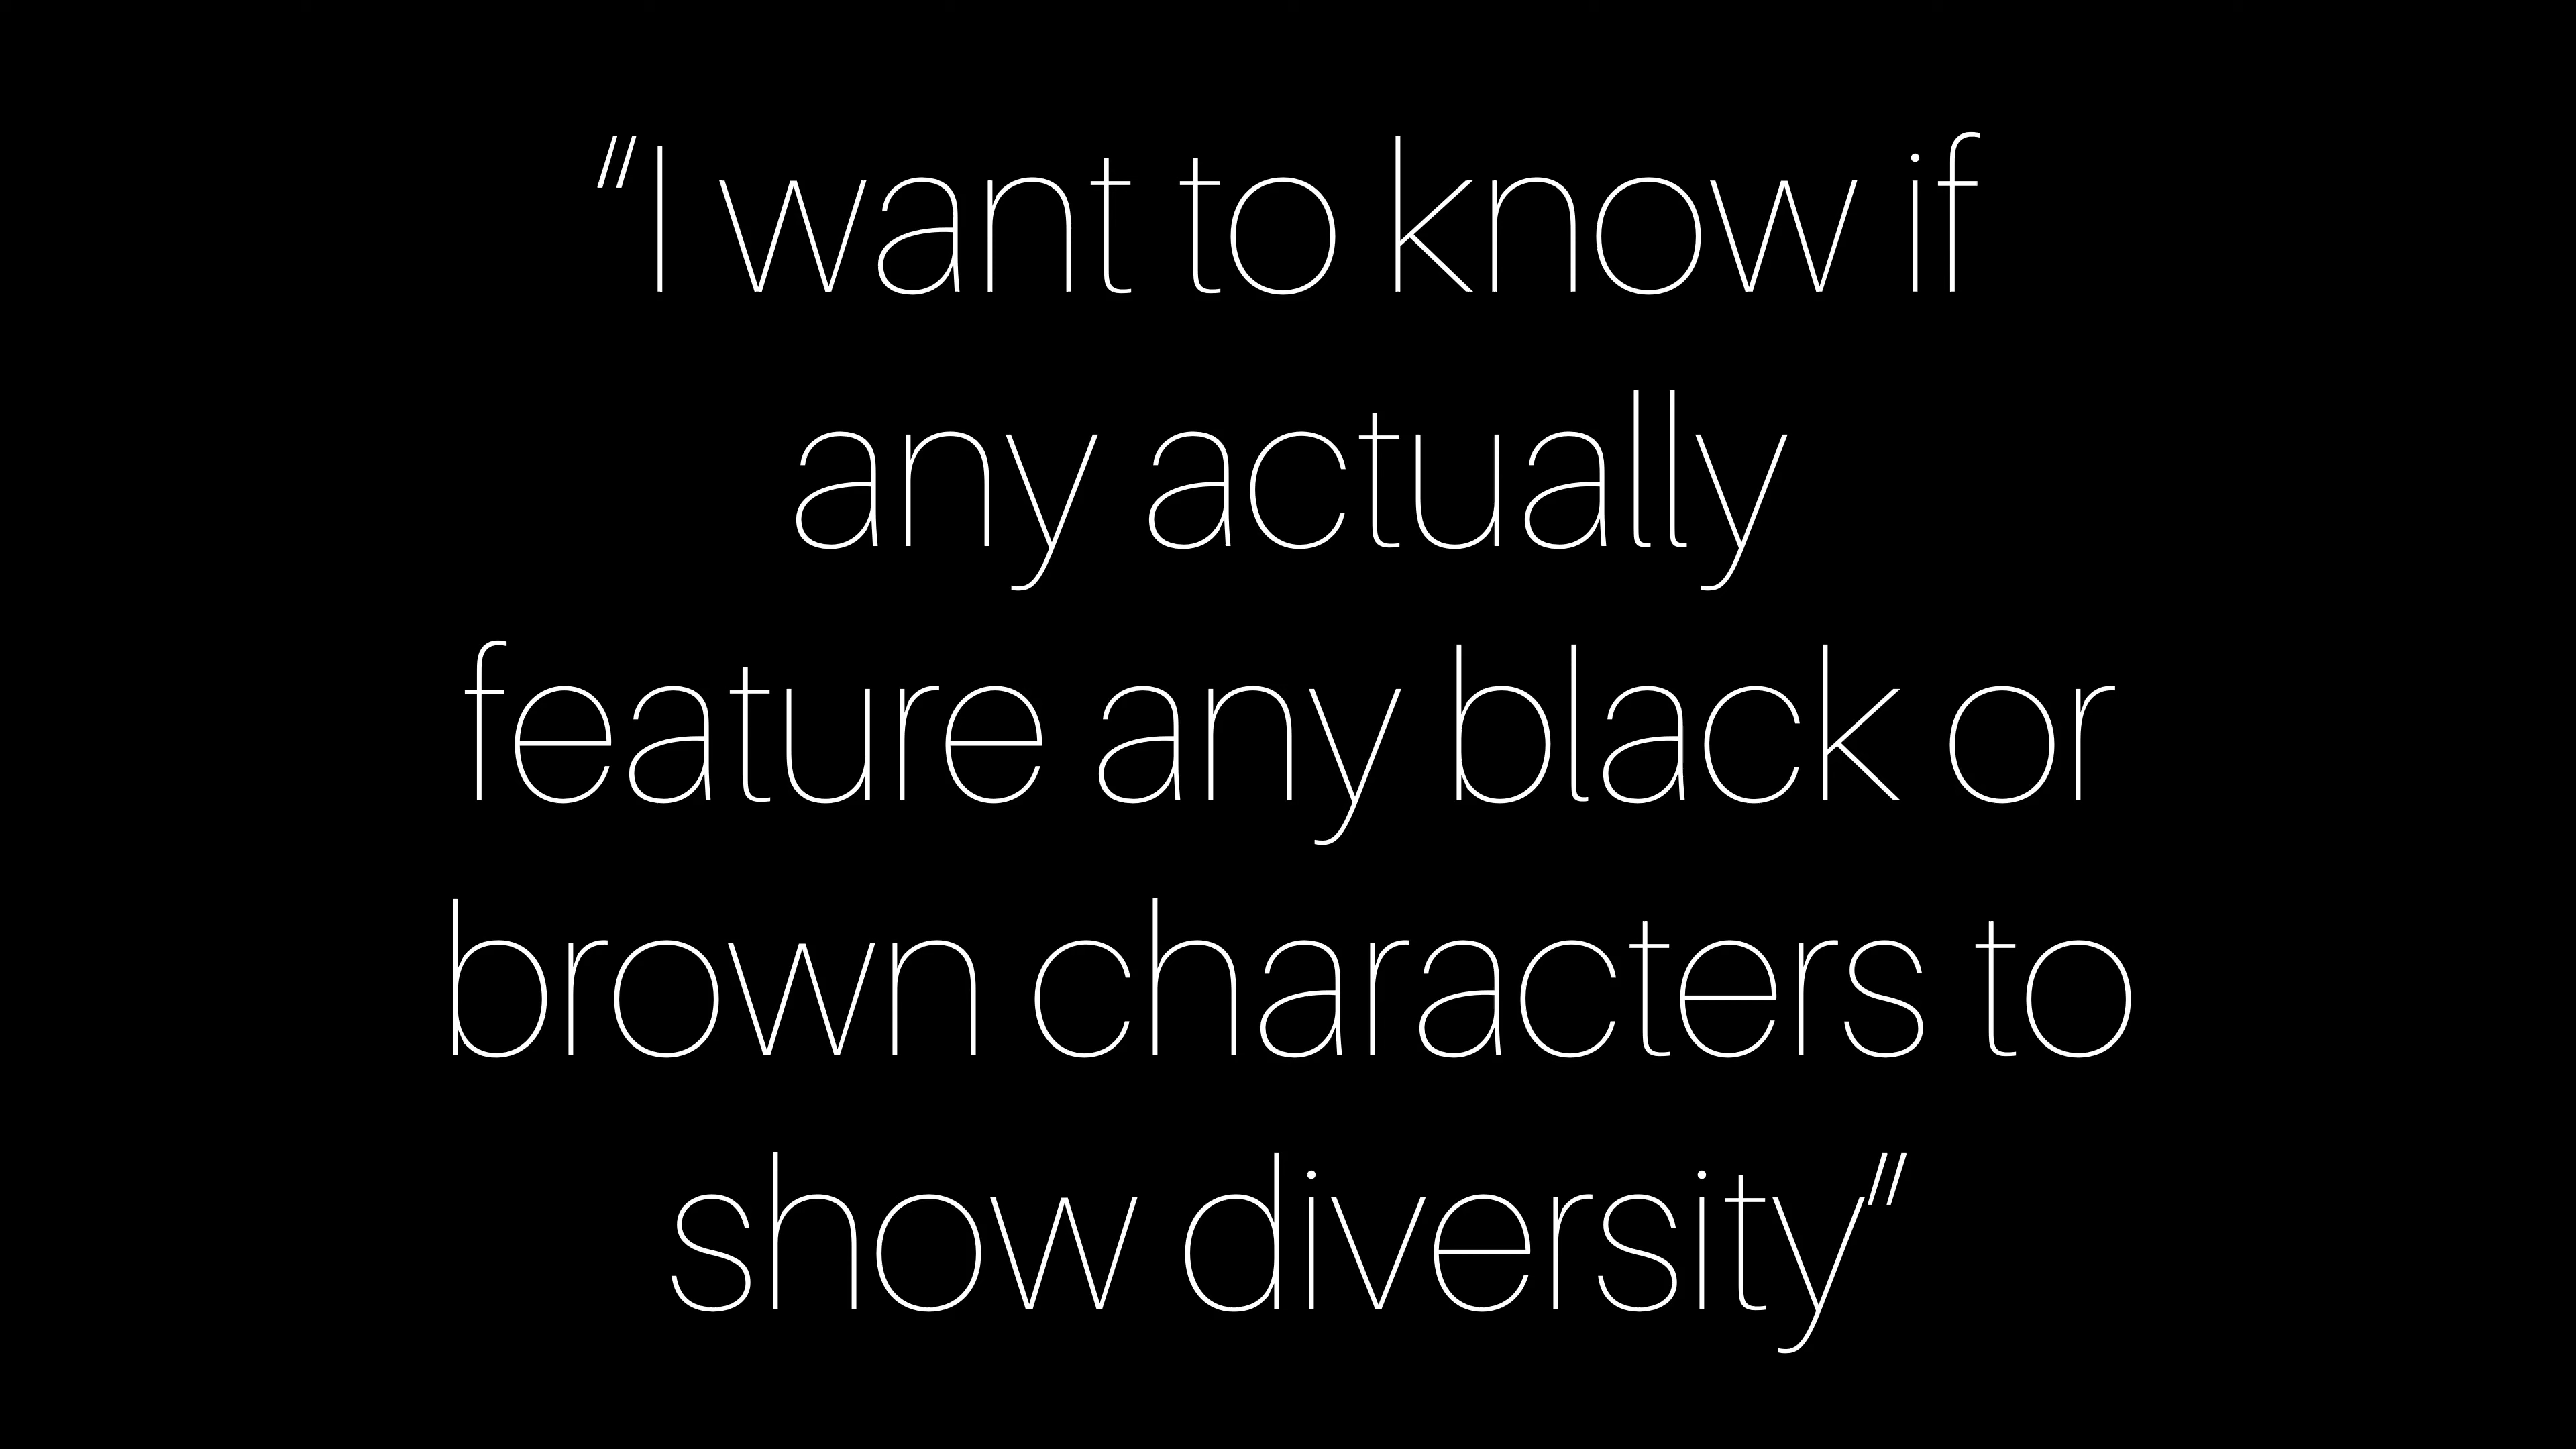 “I want to know if
any actually
feature any black or
brown characters to
show diversity”